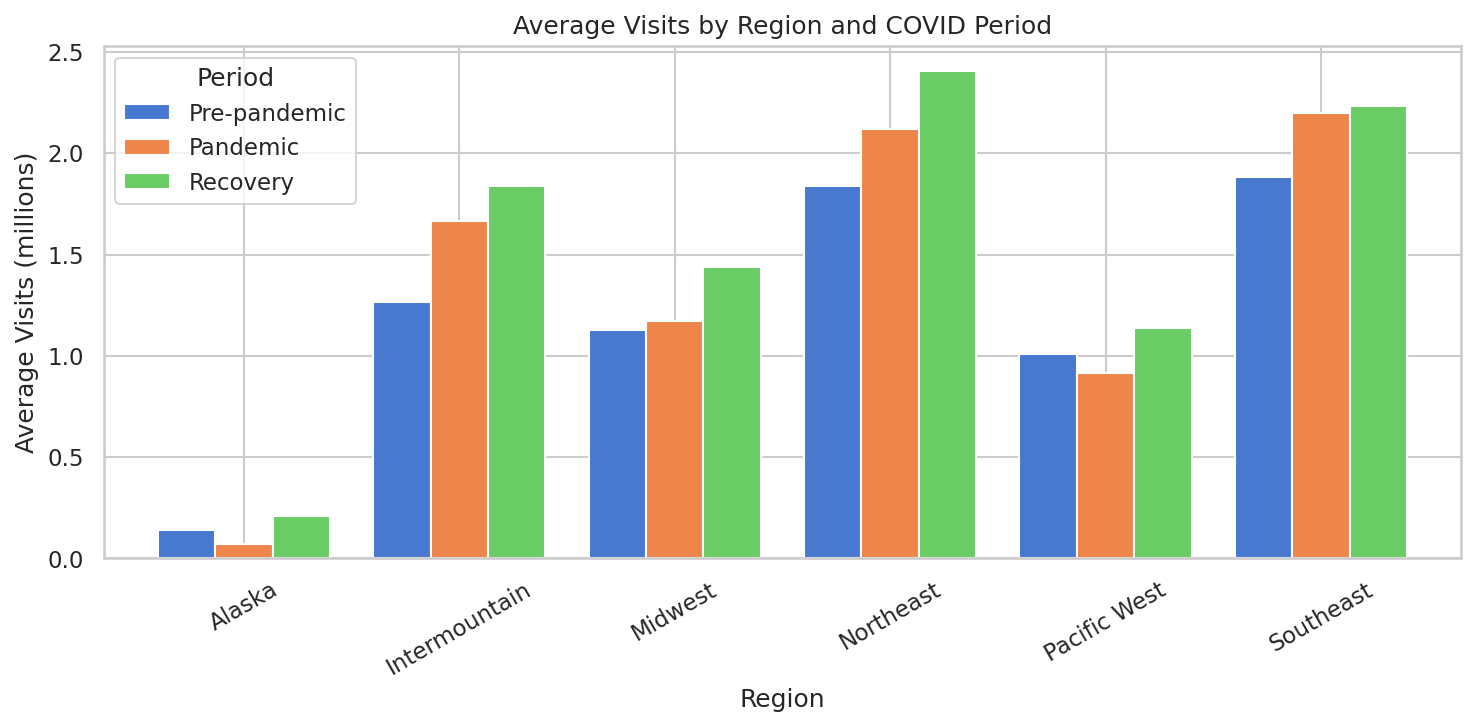 Average Visits by Region and COVID Period
Average Visits (millions)
2.5
2.0
1.5
1.0
0.5
0.0
Period
Pre-pandemic
Pandemic
Recovery
Alaska
Intermountain
Midwest
Northeast
Pacific West
Southeast
Region